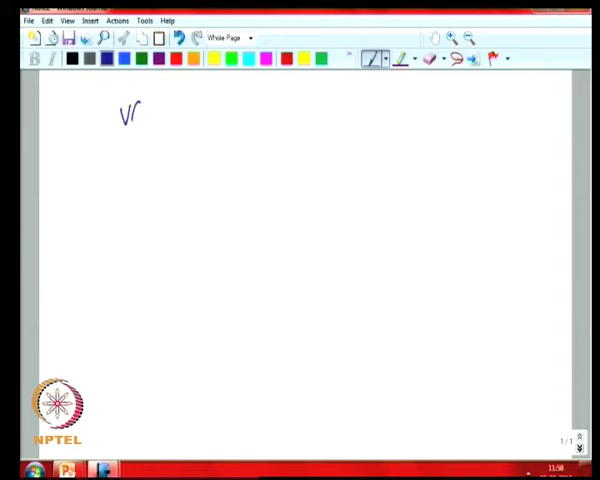 File Edit View Insert Actions Tools Help
Whole Page
B I
Vr
NPTEL
1/1
11:58